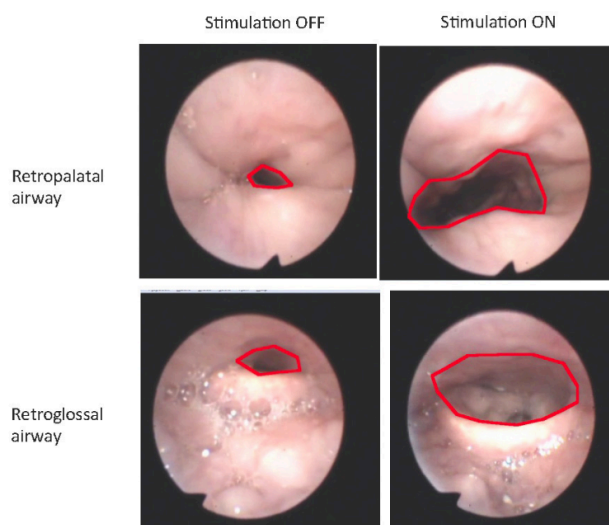 Stimulation OFF
Stimulation ON
Retropalatal
airway
Retroglossal
airway